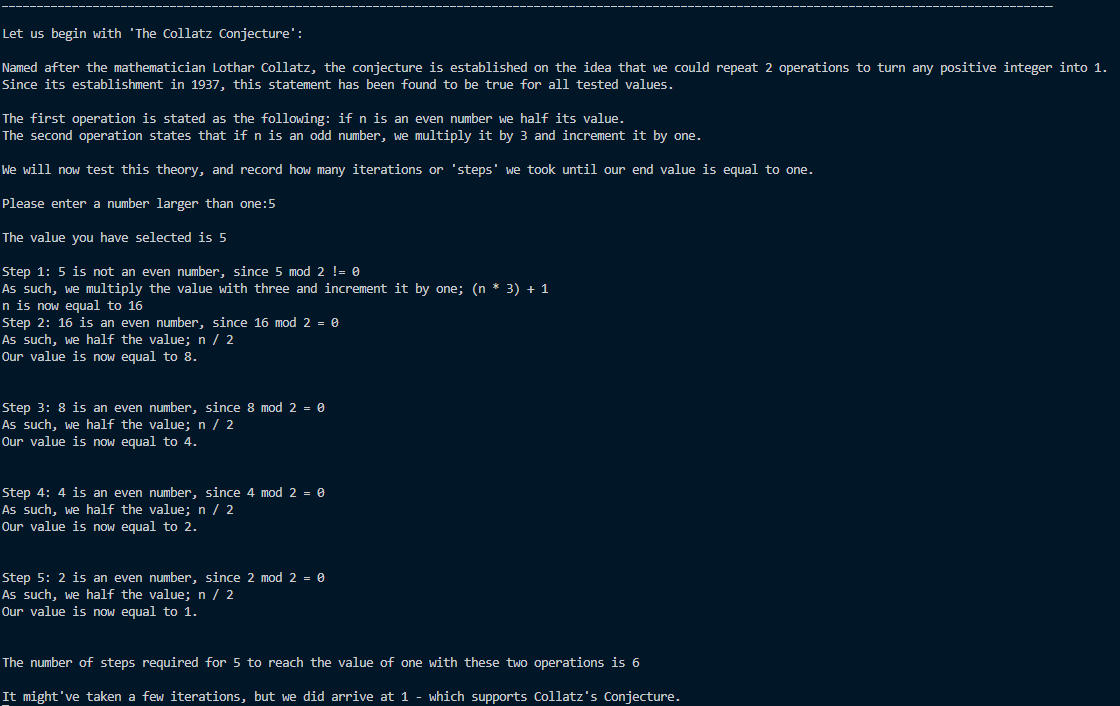 Let us begin with 'The Collatz Conjecture':
Named after the mathematician Lothar Collatz, the conjecture is established on the idea that we could repeat 2 operations to turn any positive integer into 1.
Since its establishment in 1937, this statement has been found to be true for all tested values.
The first operation is stated as the following: if n is an even number we half its value.
The second operation states that if n is an odd number, we multiply it by 3 and increment it by one.
We will now test this theory, and record how many iterations or 'steps' we took until our end value is equal to one.
Please enter a number larger than one:5
The value you have selected is 5
Step 1: 5 is not an even number, since 5 mod 2 != 0
As such, we multiply the value with three and increment it by one; (n * 3) + 1
n is now equal to 16
Step 2: 16 is an even number, since 16 mod 2 = 0
As such, we half the value; n / 2
Our value is now equal to 8.
Step 3: 8 is an even number, since 8 mod 2 = 0
As such, we half the value; n / 2
Our value is now equal to 4.
Step 4: 4 is an even number, since 4 mod 2 = 0
As such, we half the value; n / 2
Our value is now equal to 2.
Step 5: 2 is an even number, since 2 mod 2 = 0
As such, we half the value; n / 2
Our value is now equal to 1.
The number of steps required for 5 to reach the value of one with these two operations is 6
It might've taken a few iterations, but we did arrive at 1 - which supports Collatz's Conjecture.